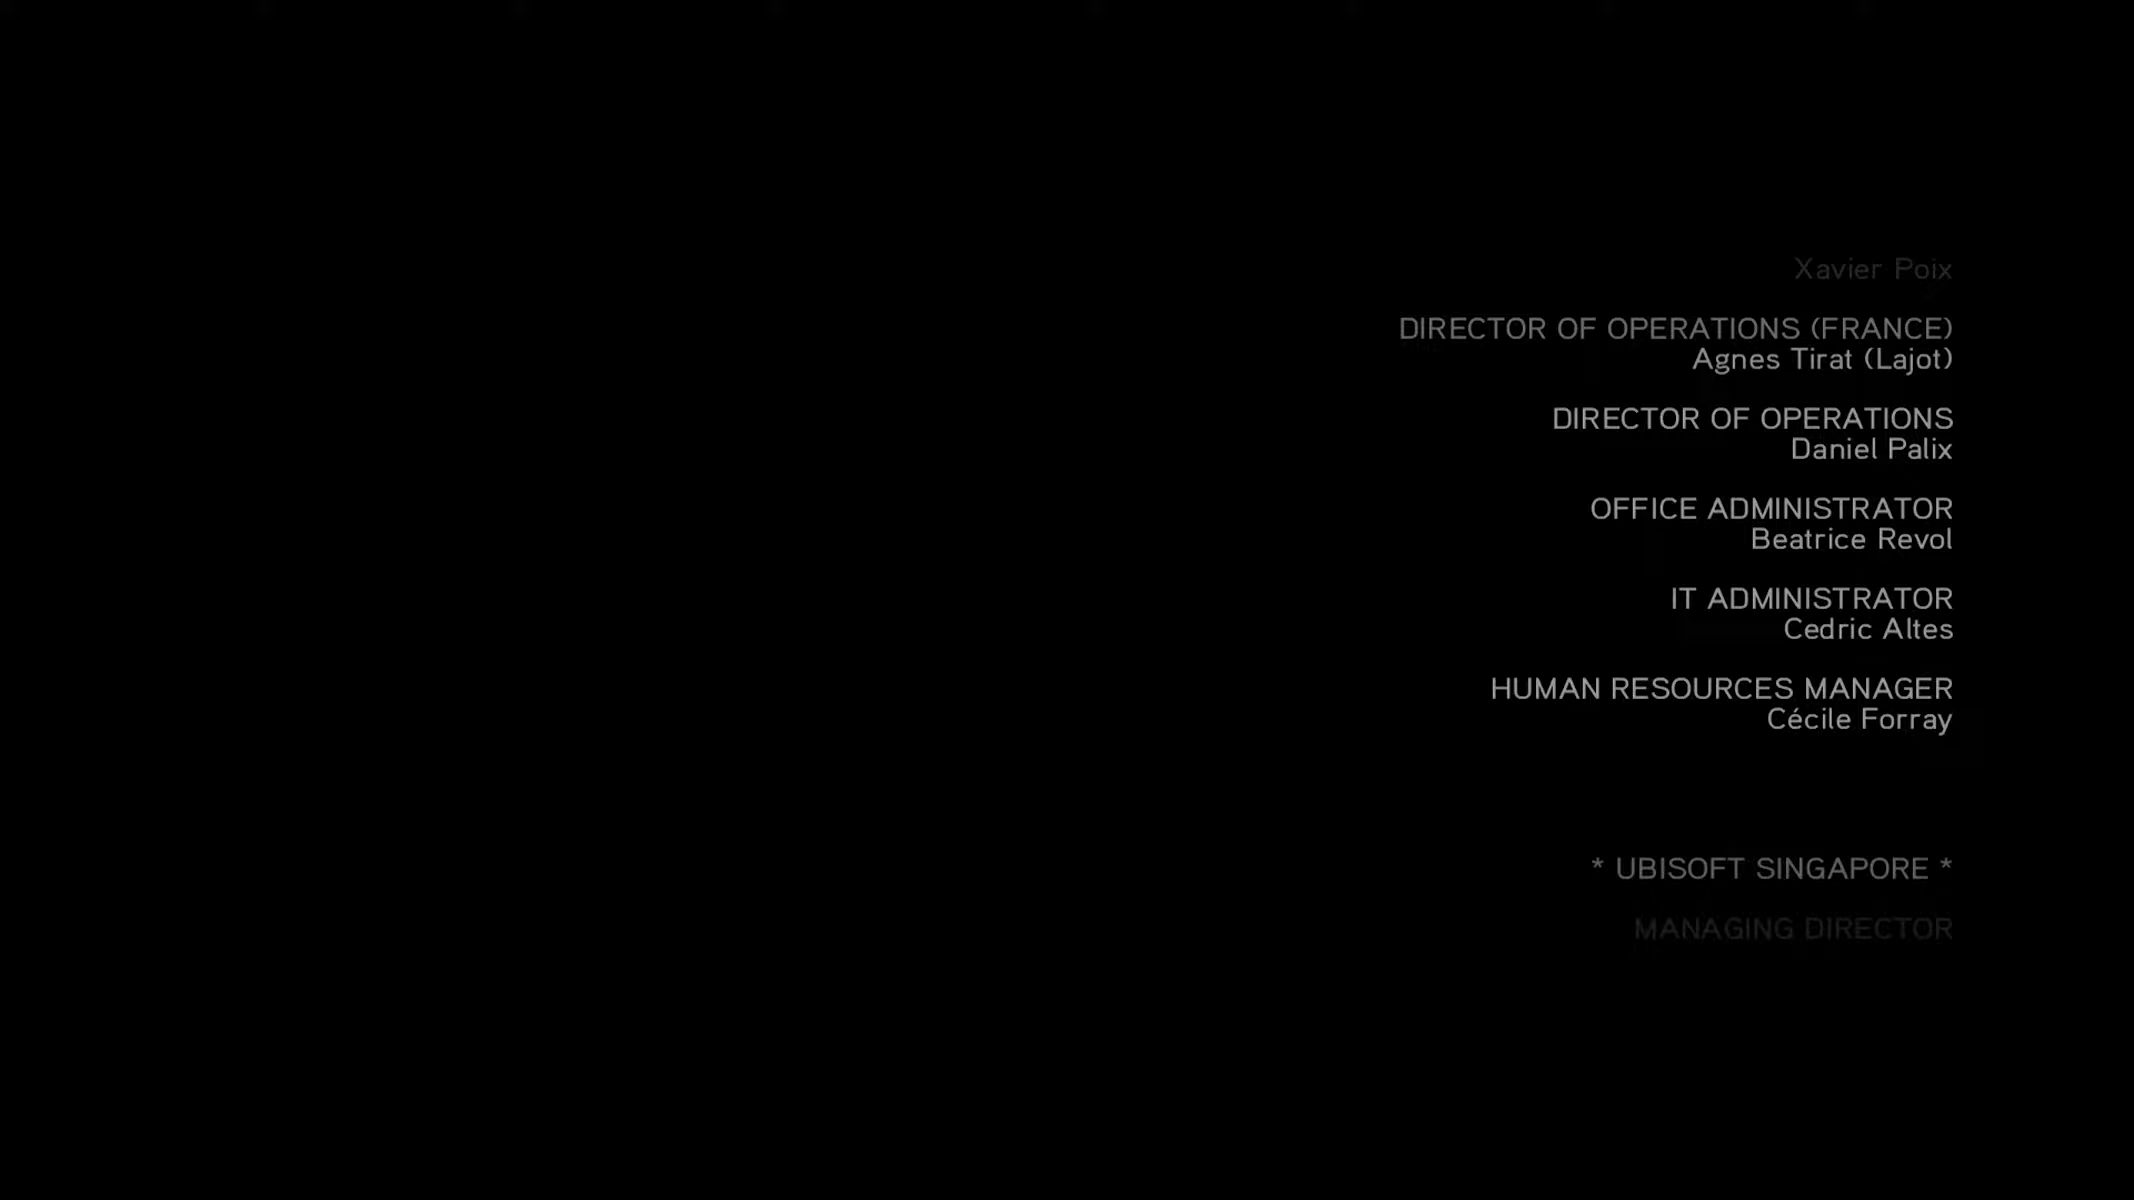 Xavier Poix
DIRECTOR OF OPERATIONS (FRANCE)
Agnes Tirat (Lajot)
DIRECTOR OF OPERATIONS
Daniel Palix
OFFICE ADMINISTRATOR
Beatrice Revol
IT ADMINISTRATOR
Cedric Altes
HUMAN RESOURCES MANAGER
Cécile Forray
* UBISOFT SINGAPORE *
MANAGING DIRECTOR